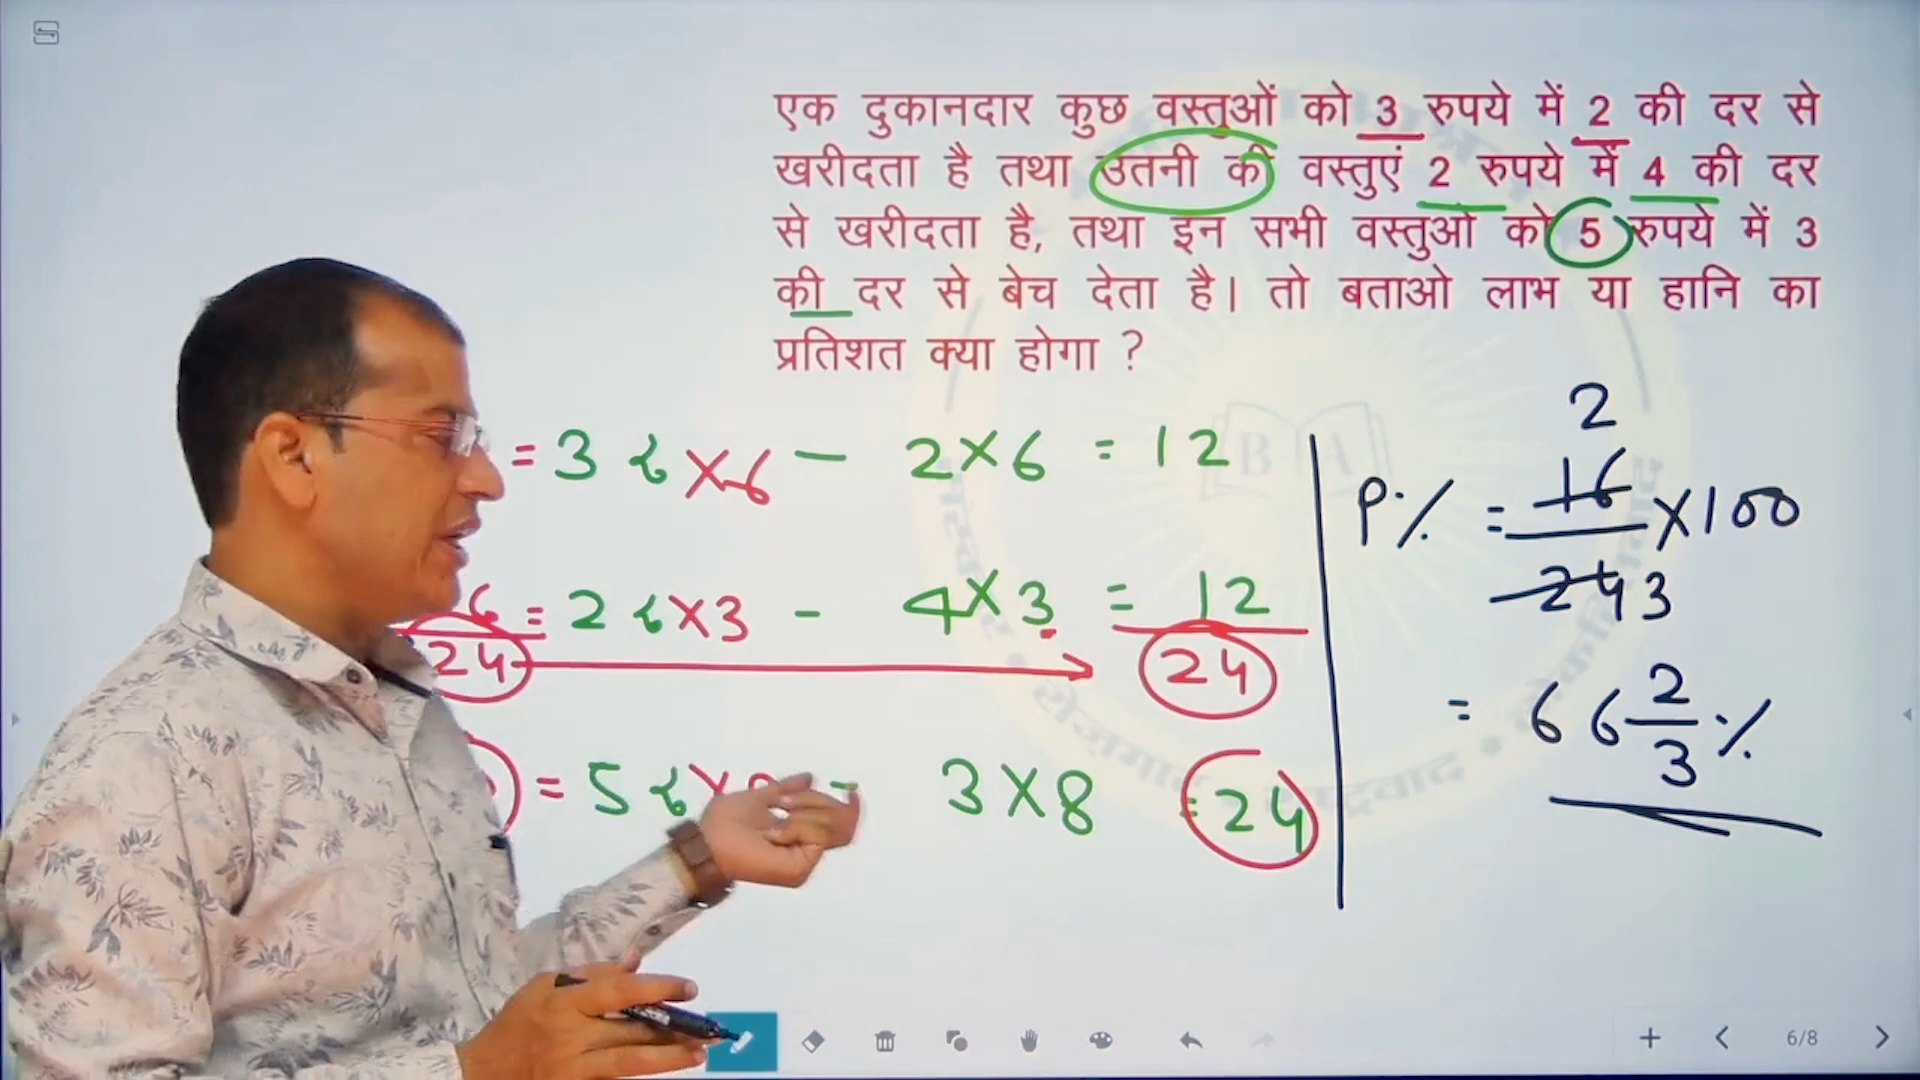 एक दुकानदार कुछ वस्तुओं को 3 रुपये में 2 की दर से
खरीदता है तथा उतनी की वस्तुएं 2 रुपये में 4 की दर
से खरीदता है, तथा इन सभी वस्तुओ को 5 रुपये में 3
की दर से बेच देता है। तो बताओ लाभ या हानि का
प्रतिशत क्या होगा ?
= 3 ₹ × 6 - 2 × 6 = 12
6 = 2 ₹ × 3 - 4 × 3 = 12
24 24
= 5 ₹ × - 3 × 8 = 24
2
P % = 16 × 100
24 3
= 66 2/3 %
B A
6/8